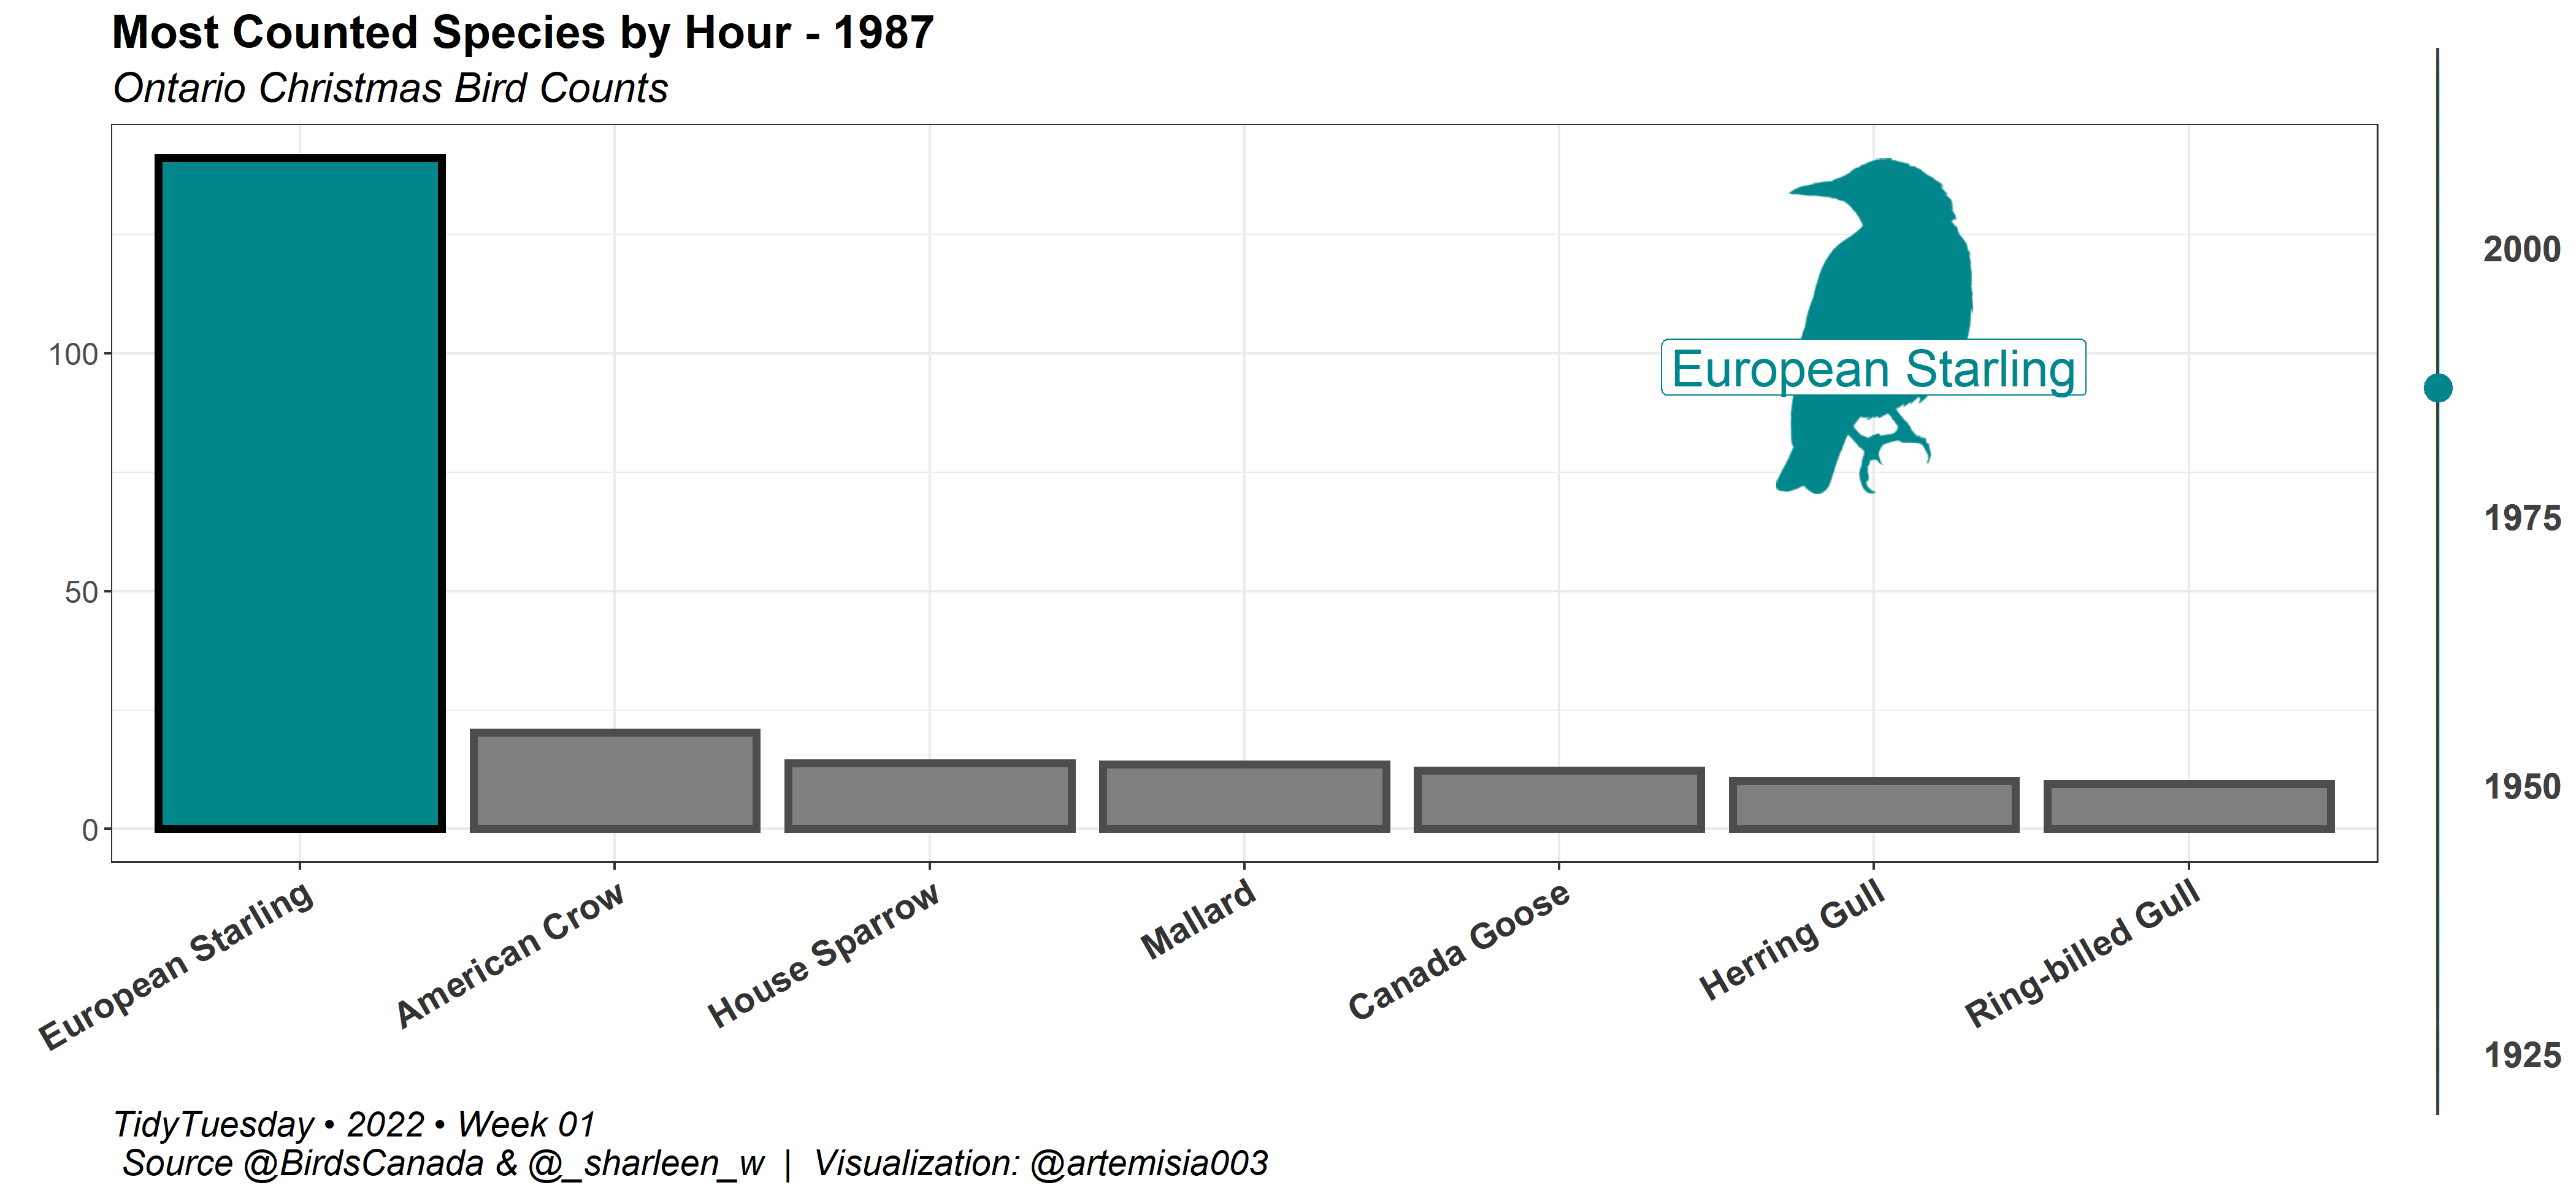 Most Counted Species by Hour - 1987
Ontario Christmas Bird Counts
100
50
0
European Starling
2000
1975
1950
1925
European Starling
American Crow
House Sparrow
Mallard
Canada Goose
Herring Gull
Ring-billed Gull
TidyTuesday • 2022 • Week 01
Source @BirdsCanada & @_sharleen_w | Visualization: @artemisia003